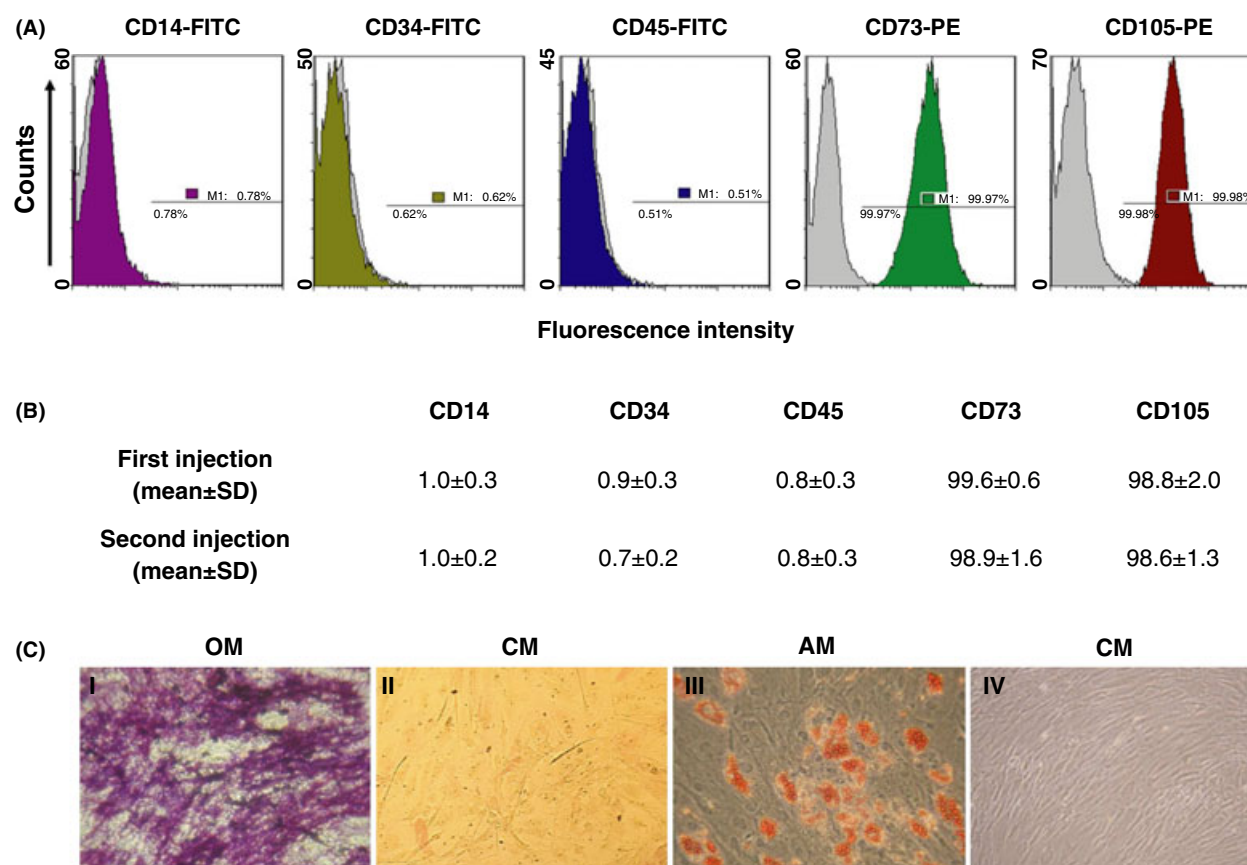 (A)
CD14-FITC CD34-FITC CD45-FITC CD73-PE CD105-PE
Counts
60 0 M1: 0.78% 0.78%
50 0 M1: 0.62% 0.62%
45 0 M1: 0.51% 0.51%
60 0 M1: 99.97% 99.97%
70 0 M1: 99.98% 99.98%
Fluorescence intensity
(B)
CD14 CD34 CD45 CD73 CD105
First injection
(mean±SD) 1.0±0.3 0.9±0.3 0.8±0.3 99.6±0.6 98.8±2.0
Second injection
(mean±SD) 1.0±0.2 0.7±0.2 0.8±0.3 98.9±1.6 98.6±1.3
(C)
OM CM AM CM
I II III IV